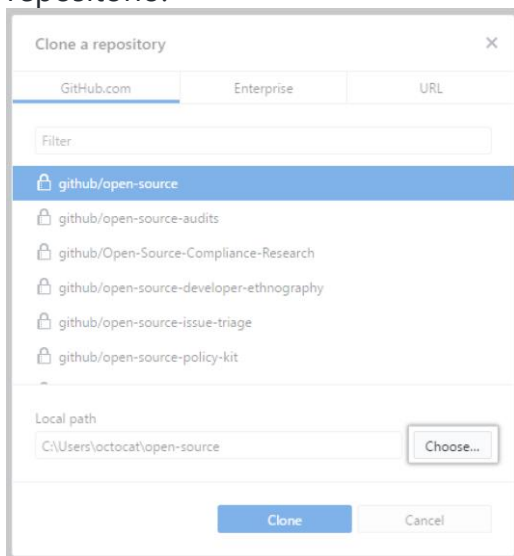 Clone a repository
GitHub.com Enterprise URL
Filter
github/open-source
github/open-source-audits
github/Open-Source-Compliance-Research
github/open-source-developer-ethnography
github/open-source-issue-triage
github/open-source-policy-kit
Local path
C:\Users\octocat\open-source Choose...
Clone Cancel